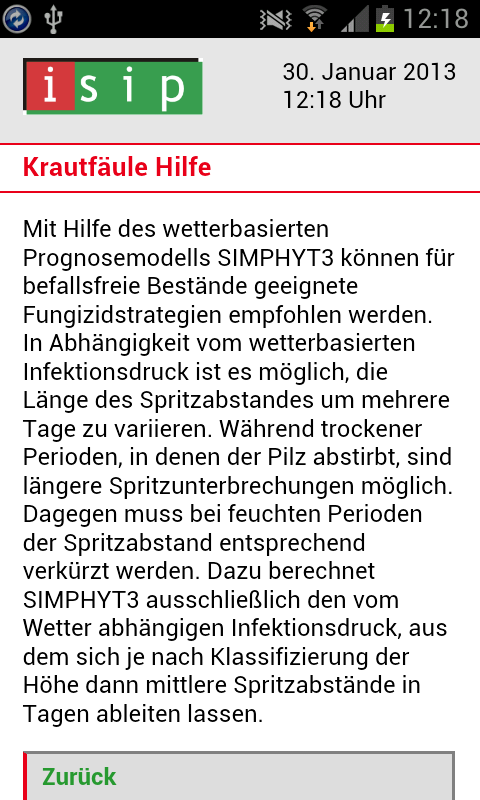 12:18
isip
30. Januar 2013
12:18 Uhr
Krautfäule Hilfe
Mit Hilfe des wetterbasierten
Prognosemodells SIMPHYT3 können für
befallsfreie Bestände geeignete
Fungizidstrategien empfohlen werden.
In Abhängigkeit vom wetterbasierten
Infektionsdruck ist es möglich, die
Länge des Spritzabstandes um mehrere
Tage zu variieren. Während trockener
Perioden, in denen der Pilz abstirbt, sind
längere Spritzunterbrechungen möglich.
Dagegen muss bei feuchten Perioden
der Spritzabstand entsprechend
verkürzt werden. Dazu berechnet
SIMPHYT3 ausschließlich den vom
Wetter abhängigen Infektionsdruck, aus
dem sich je nach Klassifizierung der
Höhe dann mittlere Spritzabstände in
Tagen ableiten lassen.
Zurück